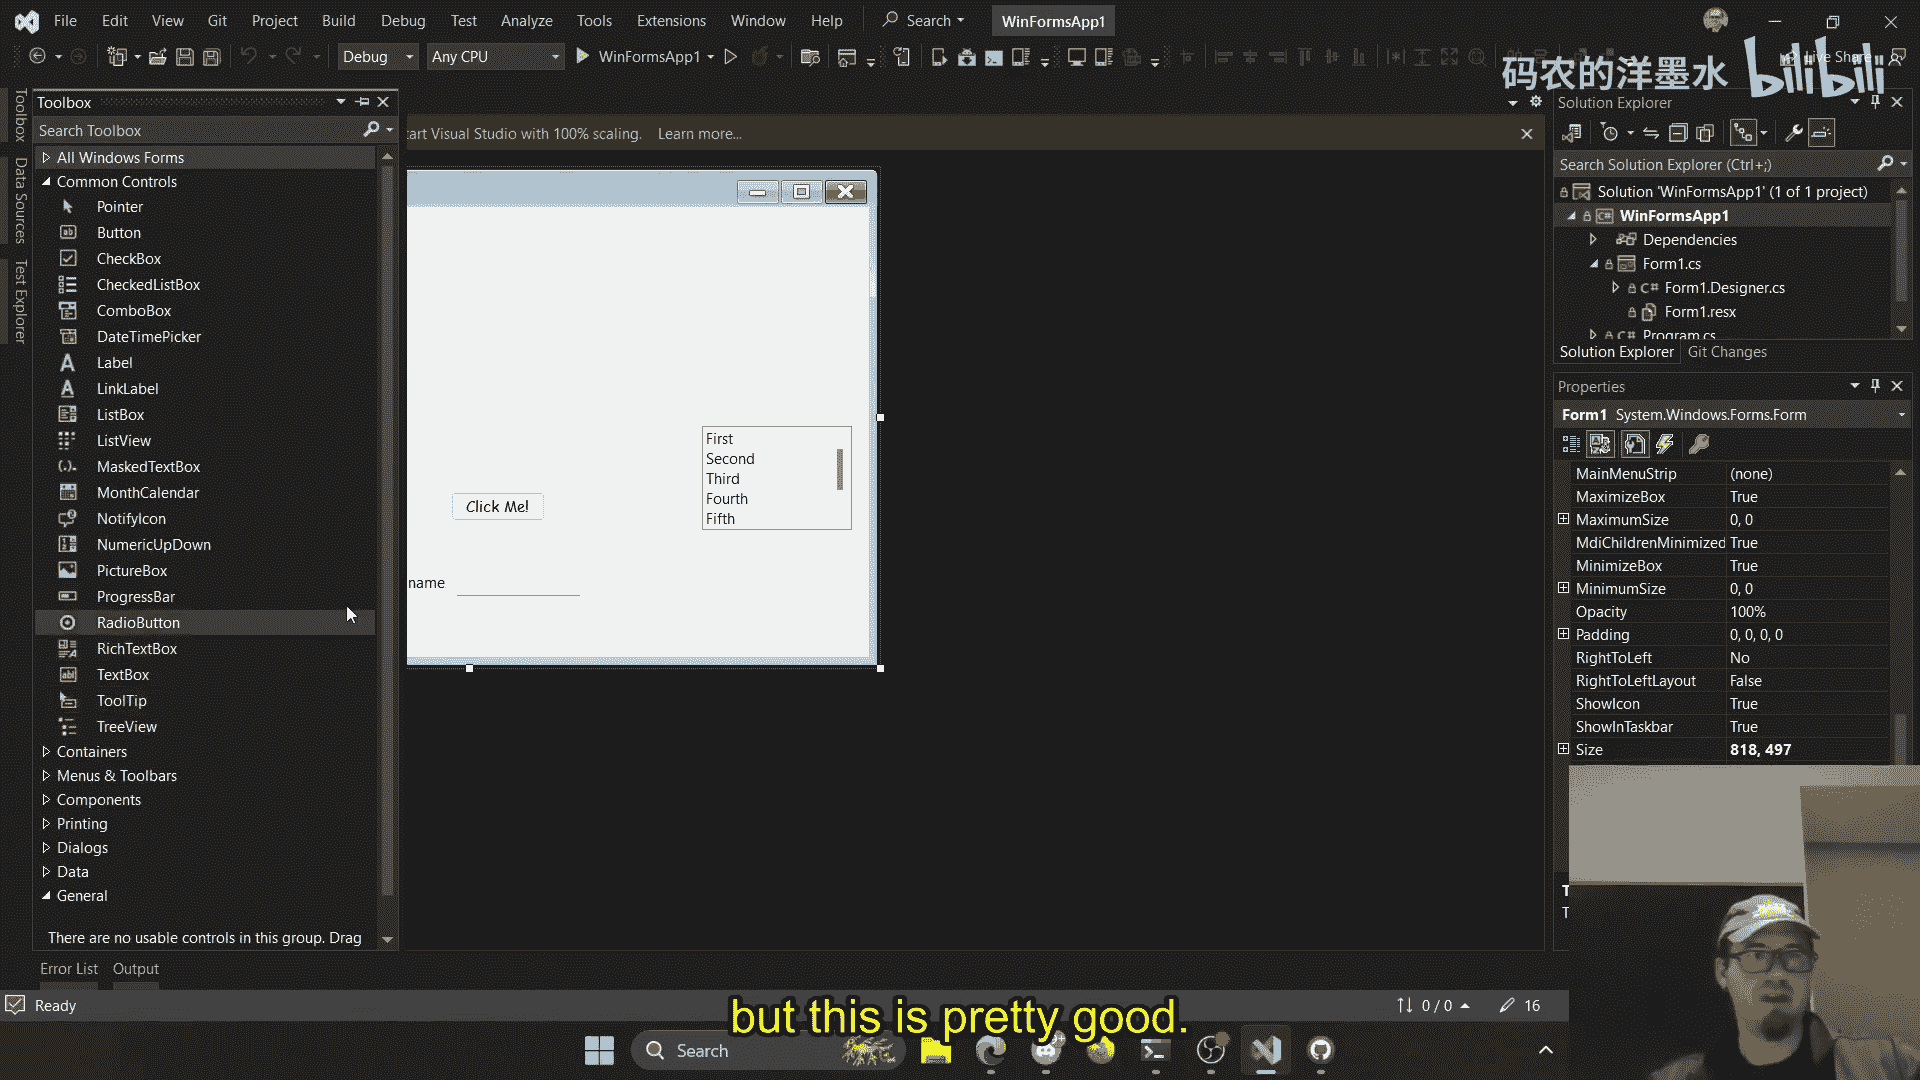 File Edit View Git Project Build Debug Test Analyze Tools Extensions Window Help Search WinFormsApp1
Debug Any CPU WinFormsApp1 Live Share
码农的洋墨水 bilibili
Toolbox
Data Sources
Test Explorer
Toolbox
Search Toolbox
All Windows Forms
Common Controls
Pointer
Button
CheckBox
CheckedListBox
ComboBox
DateTimePicker
Label
LinkLabel
ListBox
ListView
MaskedTextBox
MonthCalendar
NotifyIcon
NumericUpDown
PictureBox
ProgressBar
RadioButton
RichTextBox
TextBox
ToolTip
TreeView
Containers
Menus & Toolbars
Components
Printing
Dialogs
Data
General
There are no usable controls in this group. Drag
art Visual Studio with 100% scaling. Learn more...
First
Second
Third
Fourth
Fifth
Click Me!
name
Solution Explorer
Search Solution Explorer (Ctrl+;)
Solution 'WinFormsApp1' (1 of 1 project)
WinFormsApp1
Dependencies
Form1.cs
C# Form1.Designer.cs
Form1.resx
C# Program.cs
Solution Explorer Git Changes
Properties
Form1 System.Windows.Forms.Form
MainMenuStrip (none)
MaximizeBox True
MaximumSize 0, 0
MdiChildrenMinimized True
MinimizeBox True
MinimumSize 0, 0
Opacity 100%
Padding 0, 0, 0, 0
RightToLeft No
RightToLeftLayout False
ShowIcon True
ShowInTaskbar True
Size 818, 497
T
T
Error List Output
Ready 0 / 0 16
but this is pretty good.
Search